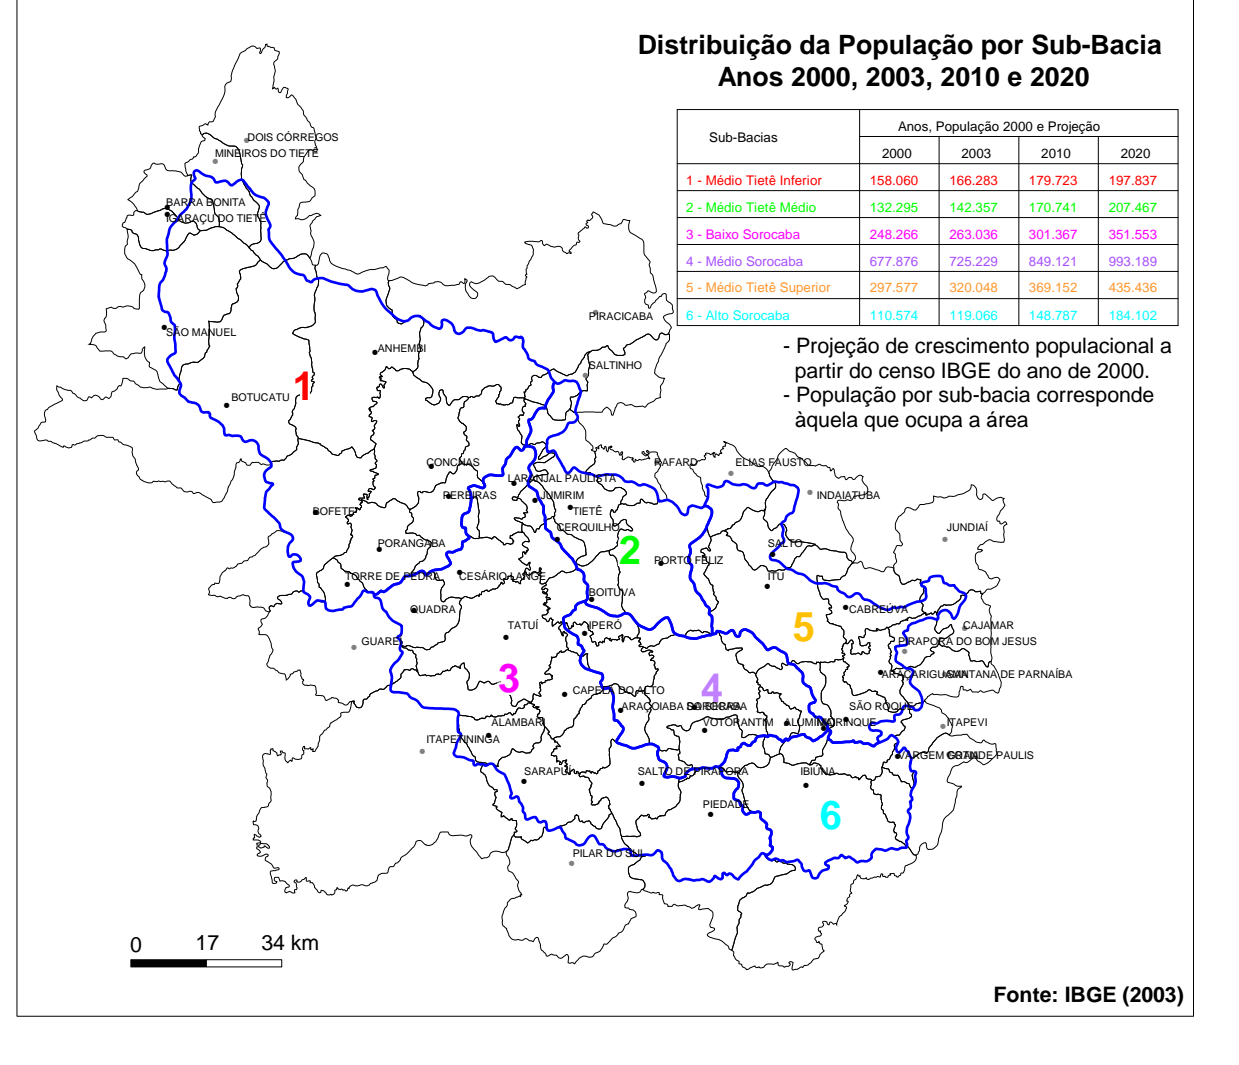 Distribuição da População por Sub-Bacia
Anos 2000, 2003, 2010 e 2020
Sub-Bacias
Anos, População 2000 e Projeção
2000 2003 2010 2020
1 - Médio Tietê Inferior 158.060 166.283 179.723 197.837
2 - Médio Tietê Médio 132.295 142.357 170.741 207.467
3 - Baixo Sorocaba 248.266 263.036 301.367 351.553
4 - Médio Sorocaba 677.876 725.229 849.121 993.189
5 - Médio Tietê Superior 297.577 320.048 369.152 435.436
6 - Alto Sorocaba 110.574 119.066 148.787 184.102
- Projeção de crescimento populacional a
partir do censo IBGE do ano de 2000.
- População por sub-bacia corresponde
àquela que ocupa a área
DOIS CÓRREGOS
MINEIROS DO TIETÊ
BARRA BONITA
IGARAÇU DO TIETÊ
PIRACICABA
SÃO MANUEL
ANHEMBI
SALTINHO
1
BOTUCATU
CONCHAS
RAFARD
ELIAS FAUSTO
LARANJAL PAULISTA
PEREIRAS
JUMIRIM
INDAIATUBA
BOFETE
TIETÊ
CERQUILHO
JUNDIAÍ
PORANGABA
2
SALTO
PORTO FELIZ
TORRE DE PEDRA
CESÁRIO LANGE
ITU
BOITUVA
QUADRA
CABREÚVA
TATUÍ
IPERÓ
5
CAJAMAR
GUAREÍ
PIRAPORA DO BOM JESUS
3
ARAÇARIGUAMA
SANTANA DE PARNAÍBA
CAPELA DO ALTO
4
ARAÇOIABA DA SERRA
SOROCABA
SÃO ROQUE
ALAMBARI
VOTORANTIM
ALUMÍNIO
MAIRINQUE
ITAPEVI
ITAPETININGA
VARGEM GRANDE PAULIS
COTIA
SARAPUÍ
SALTO DE PIRAPORA
IBIÚNA
PIEDADE
6
PILAR DO SUL
0 17 34 km
Fonte: IBGE (2003)